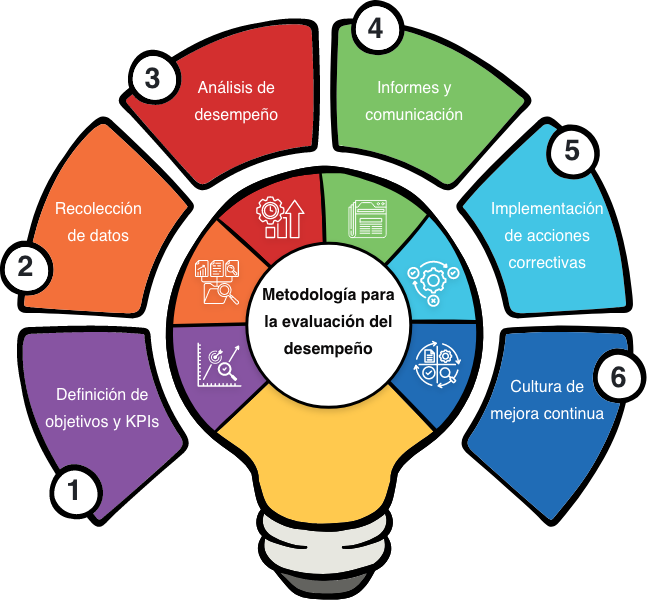 Metodología para
la evaluación del
desempeño
1
Definición de
objetivos y KPIs
2
Recolección
de datos
3
Análisis de
desempeño
4
Informes y
comunicación
5
Implementación
de acciones
correctivas
6
Cultura de
mejora continua